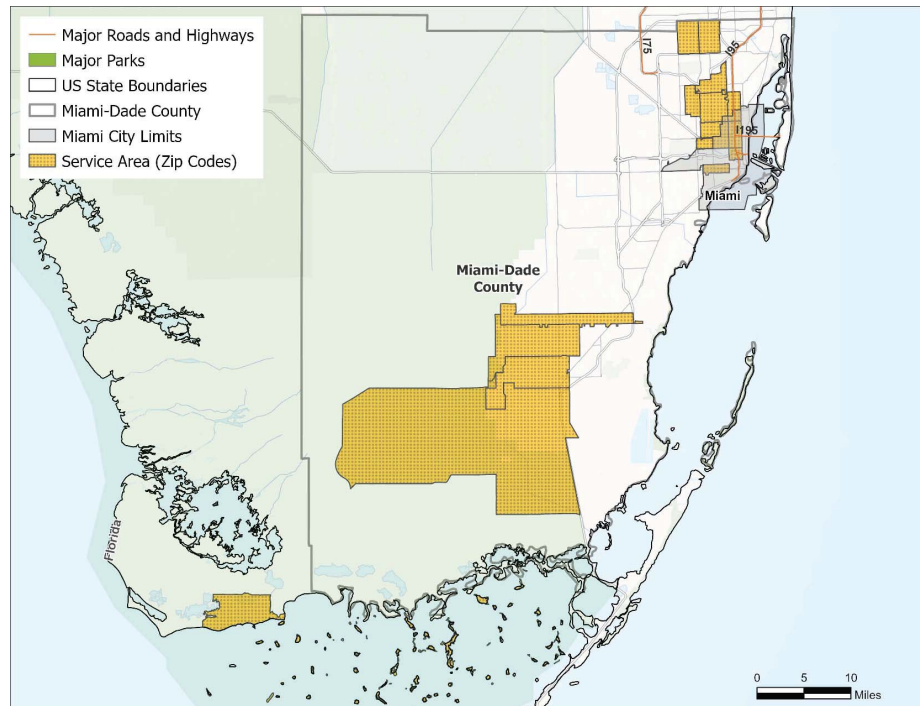 Major Roads and Highways
Major Parks
US State Boundaries
Miami-Dade County
Miami City Limits
Service Area (Zip Codes)
I75
I95
I195
Miami
Miami-Dade
County
Florida
0 5 10
Miles